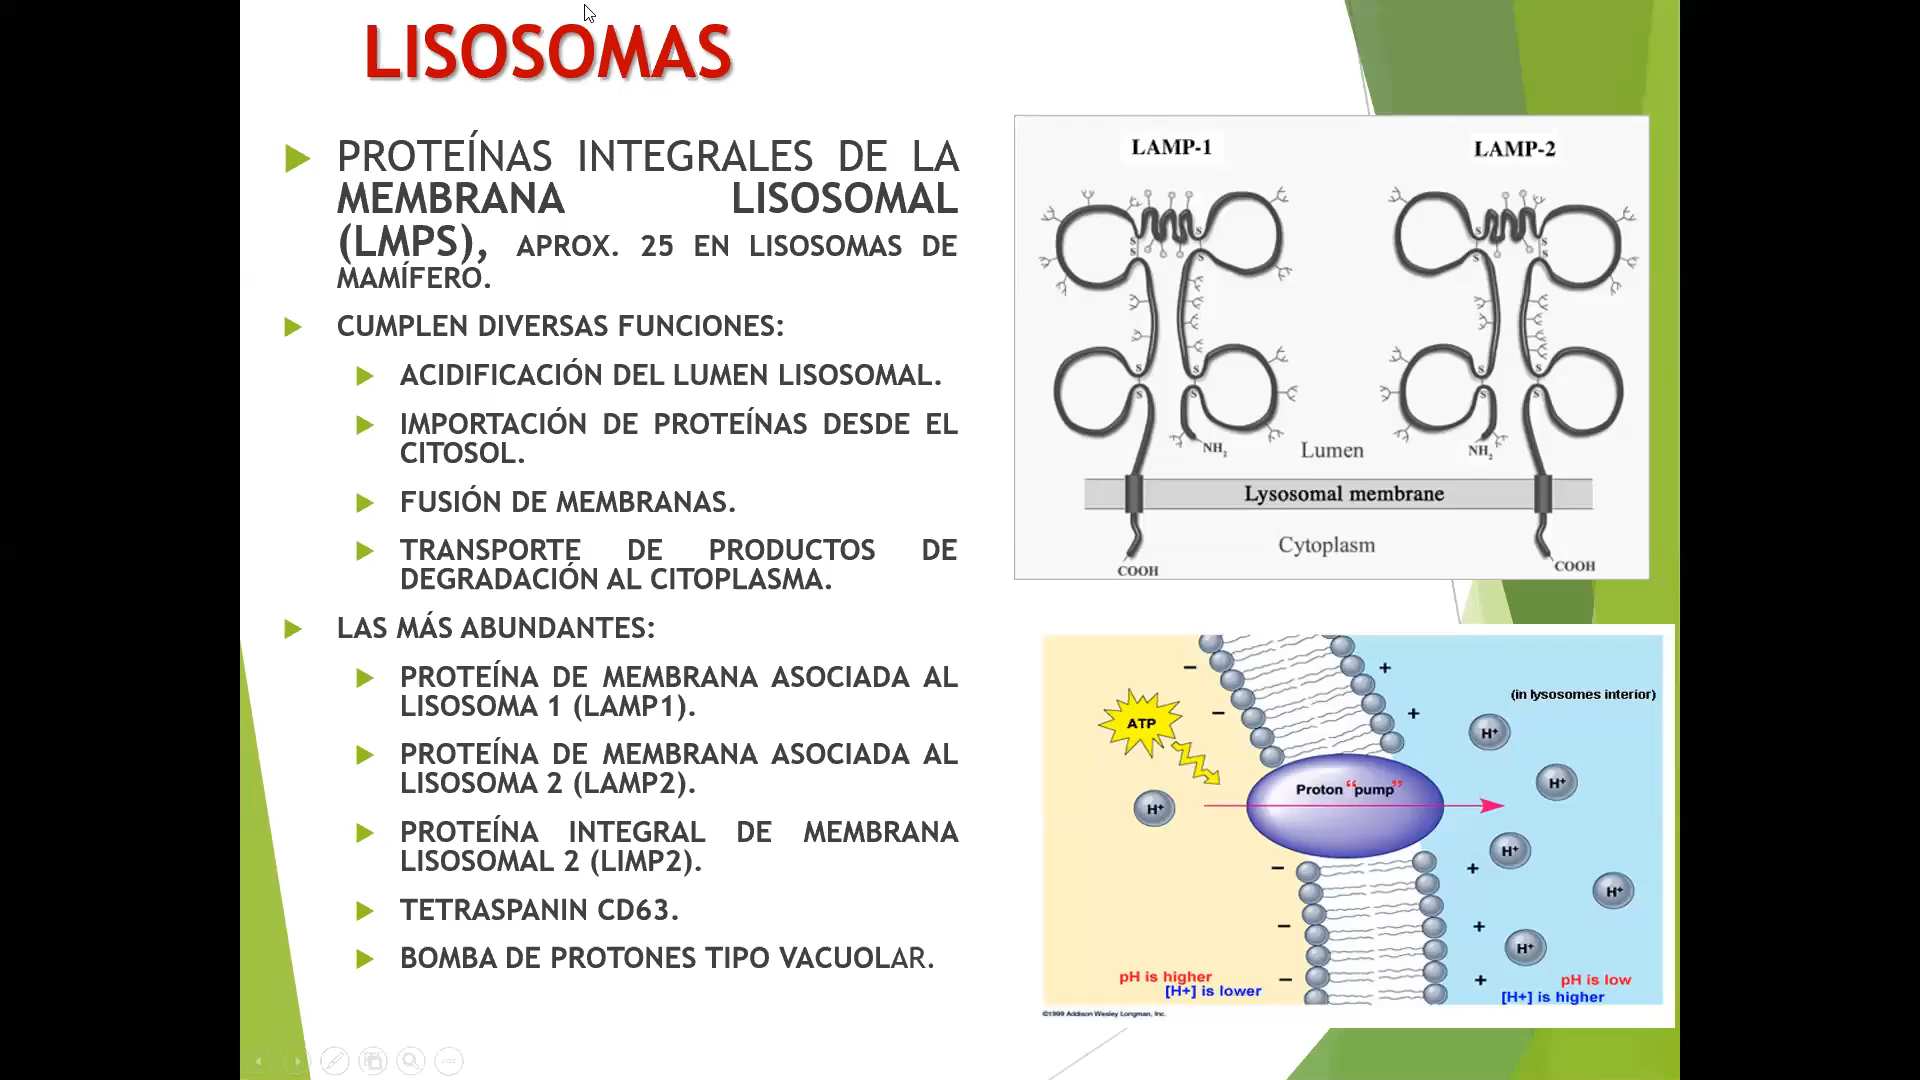 LISOSOMAS
PROTEÍNAS INTEGRALES DE LA
MEMBRANA LISOSOMAL
(LMPS), APROX. 25 EN LISOSOMAS DE
MAMÍFERO.
CUMPLEN DIVERSAS FUNCIONES:
ACIDIFICACIÓN DEL LUMEN LISOSOMAL.
IMPORTACIÓN DE PROTEÍNAS DESDE EL
CITOSOL.
FUSIÓN DE MEMBRANAS.
TRANSPORTE DE PRODUCTOS DE
DEGRADACIÓN AL CITOPLASMA.
LAS MÁS ABUNDANTES:
PROTEÍNA DE MEMBRANA ASOCIADA AL
LISOSOMA 1 (LAMP1).
PROTEÍNA DE MEMBRANA ASOCIADA AL
LISOSOMA 2 (LAMP2).
PROTEÍNA INTEGRAL DE MEMBRANA
LISOSOMAL 2 (LIMP2).
TETRASPANIN CD63.
BOMBA DE PROTONES TIPO VACUOLAR.
LAMP-1 LAMP-2
S S S S
S S S S
S S S S
S S S S
NH2 Lumen NH2
Lysosomal membrane
Cytoplasm
COOH COOH
(in lysosomes interior)
ATP
H+
Proton “pump”
H+
H+
H+
H+
H+
pH is higher
[H+] is lower
pH is low
[H+] is higher
©1999 Addison Wesley Longman, Inc.